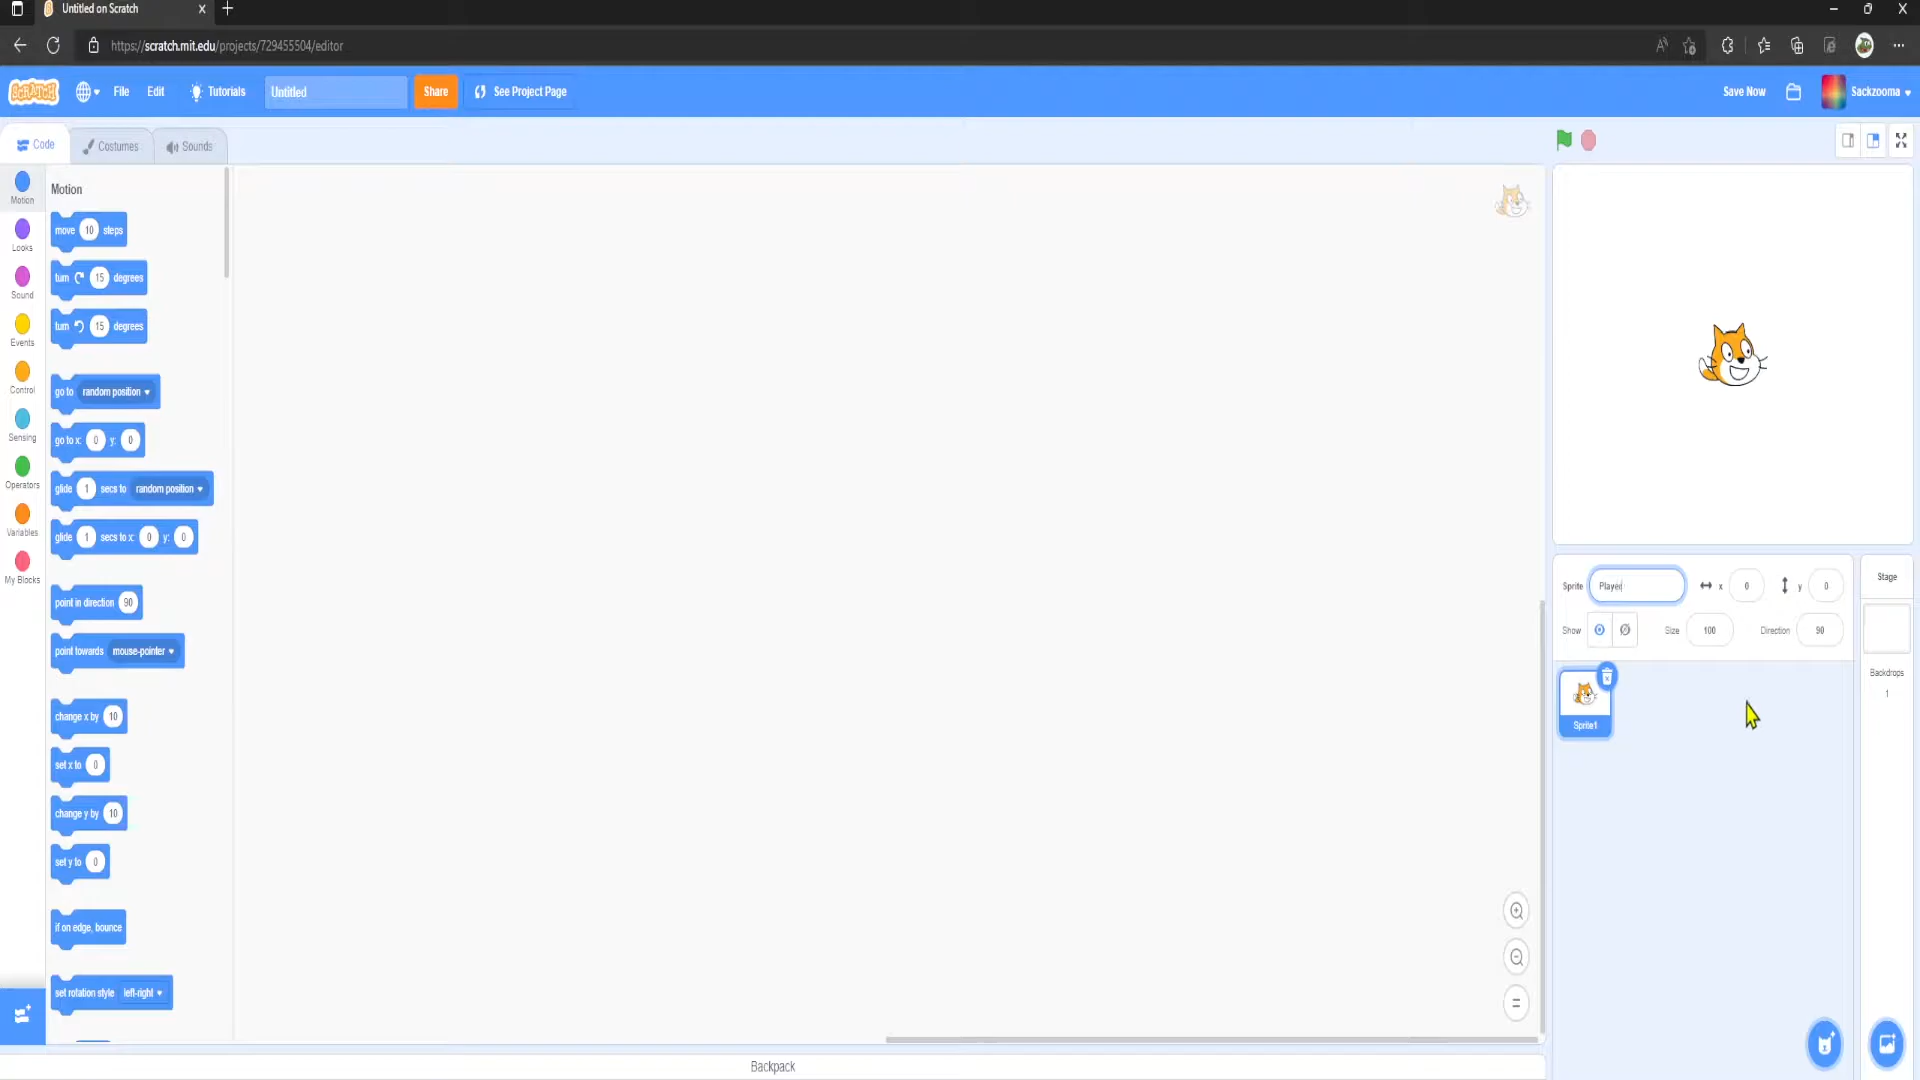 Untitled on Scratch
https://scratch.mit.edu/projects/729455504/editor
SCRATCH
File
Edit
Tutorials
Untitled
Share
See Project Page
Save Now
Sackzooma
Code
Costumes
Sounds
Motion
Looks
Sound
Events
Control
Sensing
Operators
Variables
My Blocks
Motion
move 10 steps
turn 15 degrees
turn 15 degrees
go to random position
go to x: 0 y: 0
glide 1 secs to random position
glide 1 secs to x: 0 y: 0
point in direction 90
point towards mouse-pointer
change x by 10
set x to 0
change y by 10
set y to 0
if on edge, bounce
set rotation style left-right
Sprite Player x 0 y 0
Show Size 100 Direction 90
Sprite1
Stage
Backdrops
1
Backpack